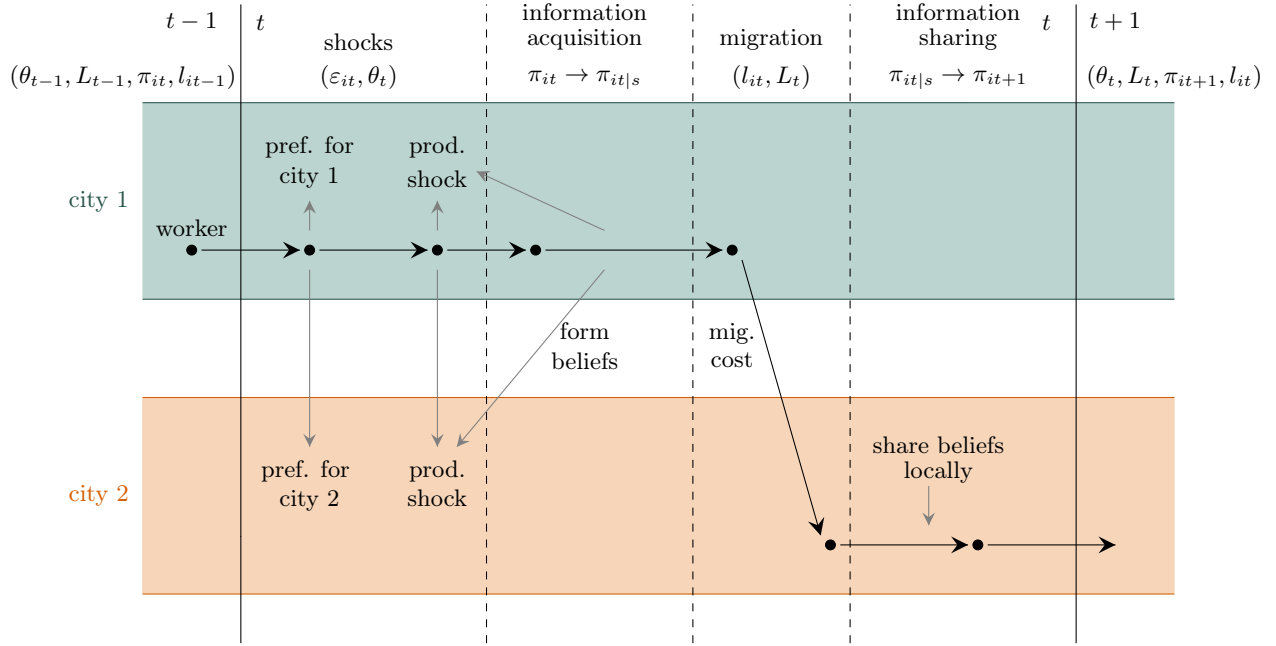 t − 1
t
shocks
information
acquisition
migration
information
sharing
t
t + 1
(θ_{t−1}, L_{t−1}, π_{it}, l_{it−1})
(ε_{it}, θ_t)
π_{it} → π_{it|s}
(l_{it}, L_t)
π_{it|s} → π_{it+1}
(θ_t, L_t, π_{it+1}, l_{it})
pref. for
city 1
prod.
shock
city 1
worker
form
beliefs
mig.
cost
share beliefs
locally
pref. for
city 2
prod.
shock
city 2